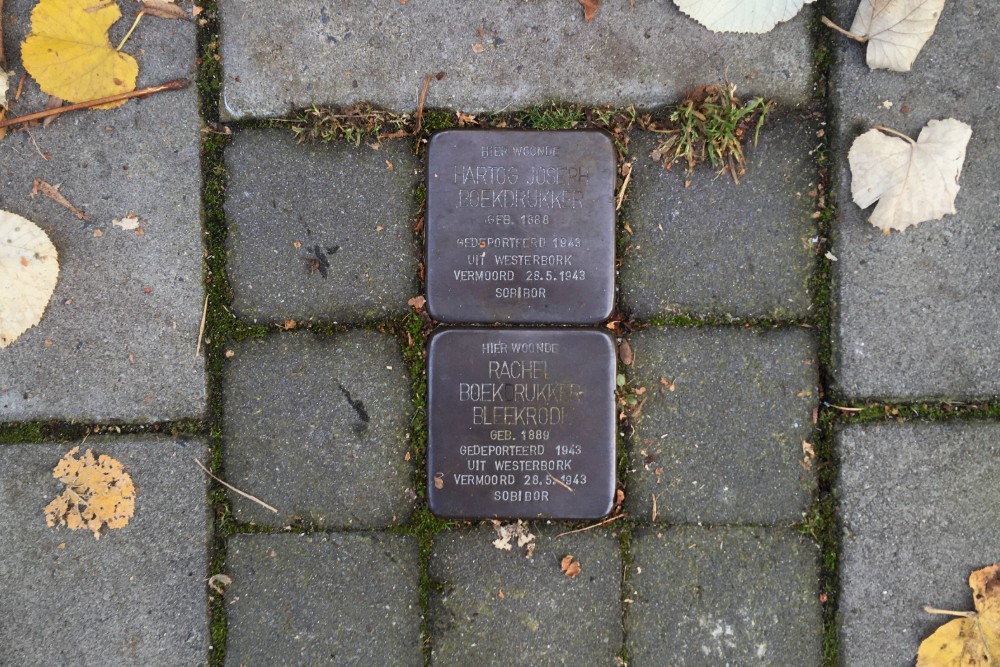 HIER WOONDE
HARTOG JOSEPH
BOEKDRUKKER
GEB. 1888
GEDEPORTEERD 1943
UIT WESTERBORK
VERMOORD 28.5.1943
SOBIBOR
HIER WOONDE
RACHEL
BOEKDRUKKER-
BLEEKRODE
GEB. 1889
GEDEPORTEERD 1943
UIT WESTERBORK
VERMOORD 28.5.1943
SOBIBOR